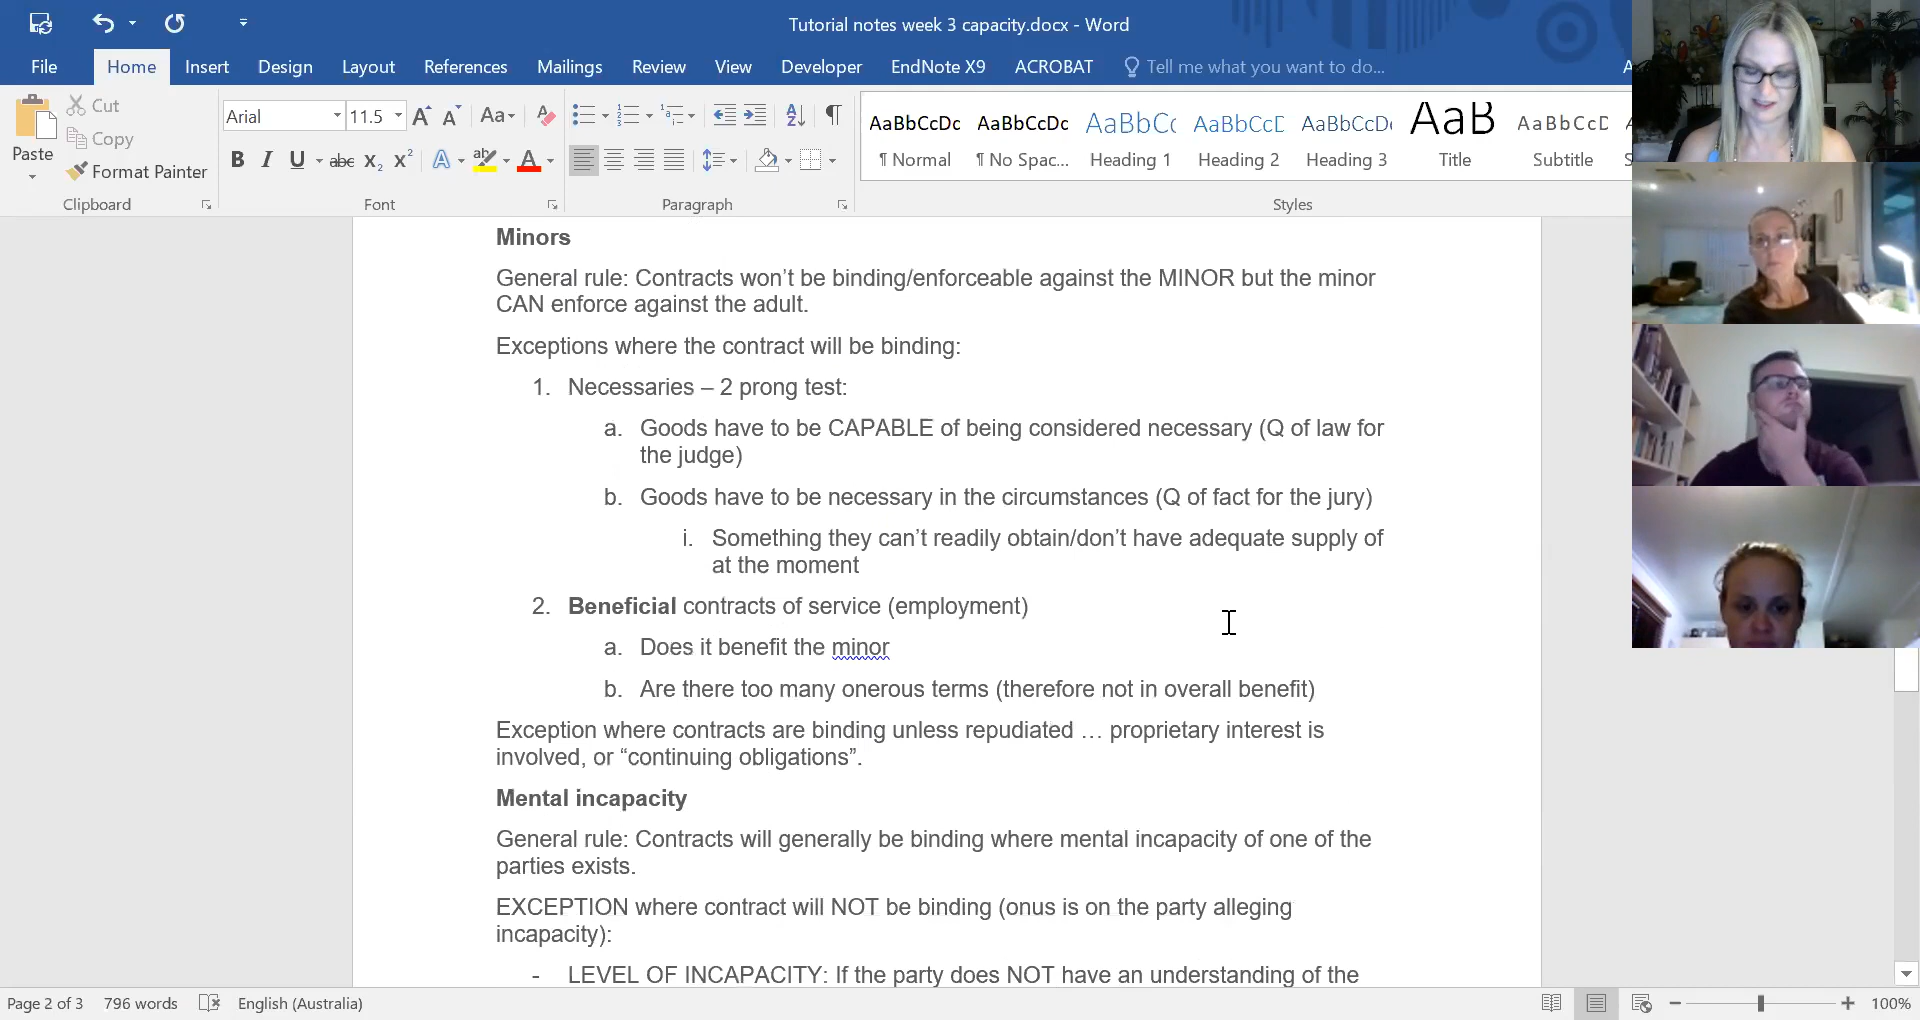 Tutorial notes week 3 capacity.docx - Word
File Home Insert Design Layout References Mailings Review View Developer EndNote X9 ACROBAT Tell me what you want to do...
Paste
Cut
Copy
Format Painter
Arial 11.5
AaBbCcDc AaBbCcDc AaBbCc AaBbCcD AaBbCcDc AaB AaBbCcD
¶ Normal ¶ No Spac... Heading 1 Heading 2 Heading 3 Title Subtitle
Clipboard Font Paragraph Styles
Minors
General rule: Contracts won’t be binding/enforceable against the MINOR but the minor
CAN enforce against the adult.
Exceptions where the contract will be binding:
1. Necessaries – 2 prong test:
a. Goods have to be CAPABLE of being considered necessary (Q of law for
the judge)
b. Goods have to be necessary in the circumstances (Q of fact for the jury)
i. Something they can’t readily obtain/don’t have adequate supply of
at the moment
2. Beneficial contracts of service (employment)
a. Does it benefit the minor
b. Are there too many onerous terms (therefore not in overall benefit)
Exception where contracts are binding unless repudiated … proprietary interest is
involved, or “continuing obligations”.
Mental incapacity
General rule: Contracts will generally be binding where mental incapacity of one of the
parties exists.
EXCEPTION where contract will NOT be binding (onus is on the party alleging
incapacity):
- LEVEL OF INCAPACITY: If the party does NOT have an understanding of the
Page 2 of 3 796 words English (Australia) 100%